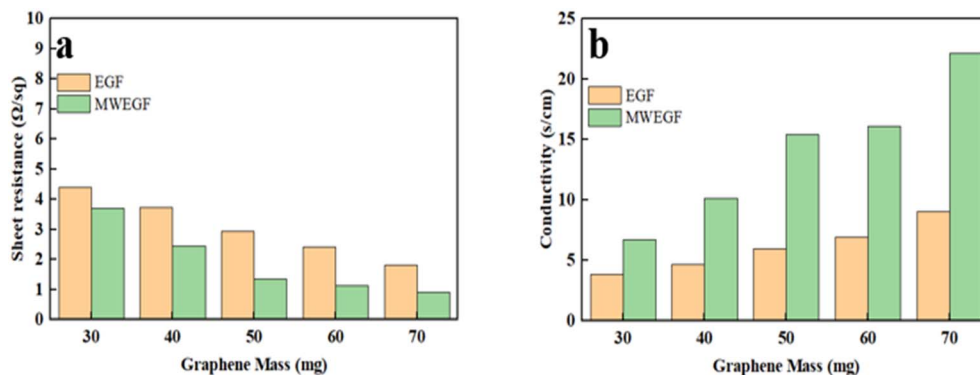 a
10
9
8
7
6
5
4
3
2
1
0
Sheet resistance (Ω/sq)
EGF
MWEGF
30 40 50 60 70
Graphene Mass (mg)
b
25
20
15
10
5
0
Conductivity (s/cm)
EGF
MWEGF
30 40 50 60 70
Graphene Mass (mg)